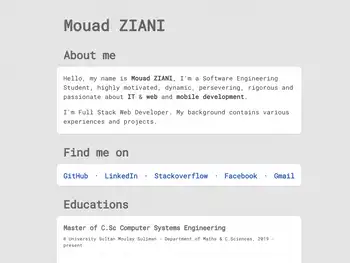 Mouad ZIANI
About me
Hello, my name is Mouad ZIANI, I'm a Software Engineering
Student, highly motivated, dynamic, persevering, rigorous and
passionate about IT & web and mobile development.
I'm Full Stack Web Developer. My background contains various
experiences and projects.
Find me on
GitHub · LinkedIn · Stackoverflow · Facebook · Gmail
Educations
Master of C.Sc Computer Systems Engineering
@ University Sultan Moulay Suliman - Department of Maths & C.Sciences, 2019 -
present